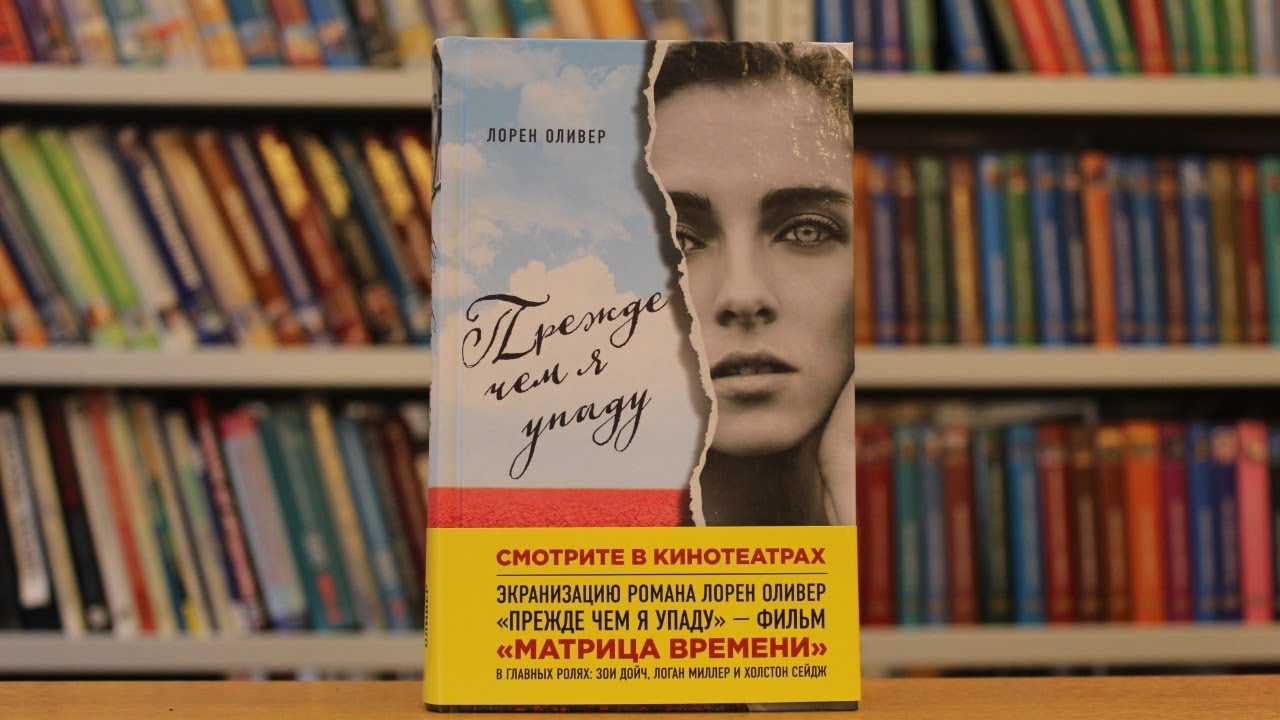 ЛОРЕН ОЛИВЕР
Прежде
чем я
упаду
СМОТРИТЕ В КИНОТЕАТРАХ
ЭКРАНИЗАЦИЮ РОМАНА ЛОРЕН ОЛИВЕР
«ПРЕЖДЕ ЧЕМ Я УПАДУ» — ФИЛЬМ
«МАТРИЦА ВРЕМЕНИ»
В ГЛАВНЫХ РОЛЯХ: ЗОИ ДОЙЧ, ЛОГАН МИЛЛЕР И ХОЛСТОН СЕЙДЖ